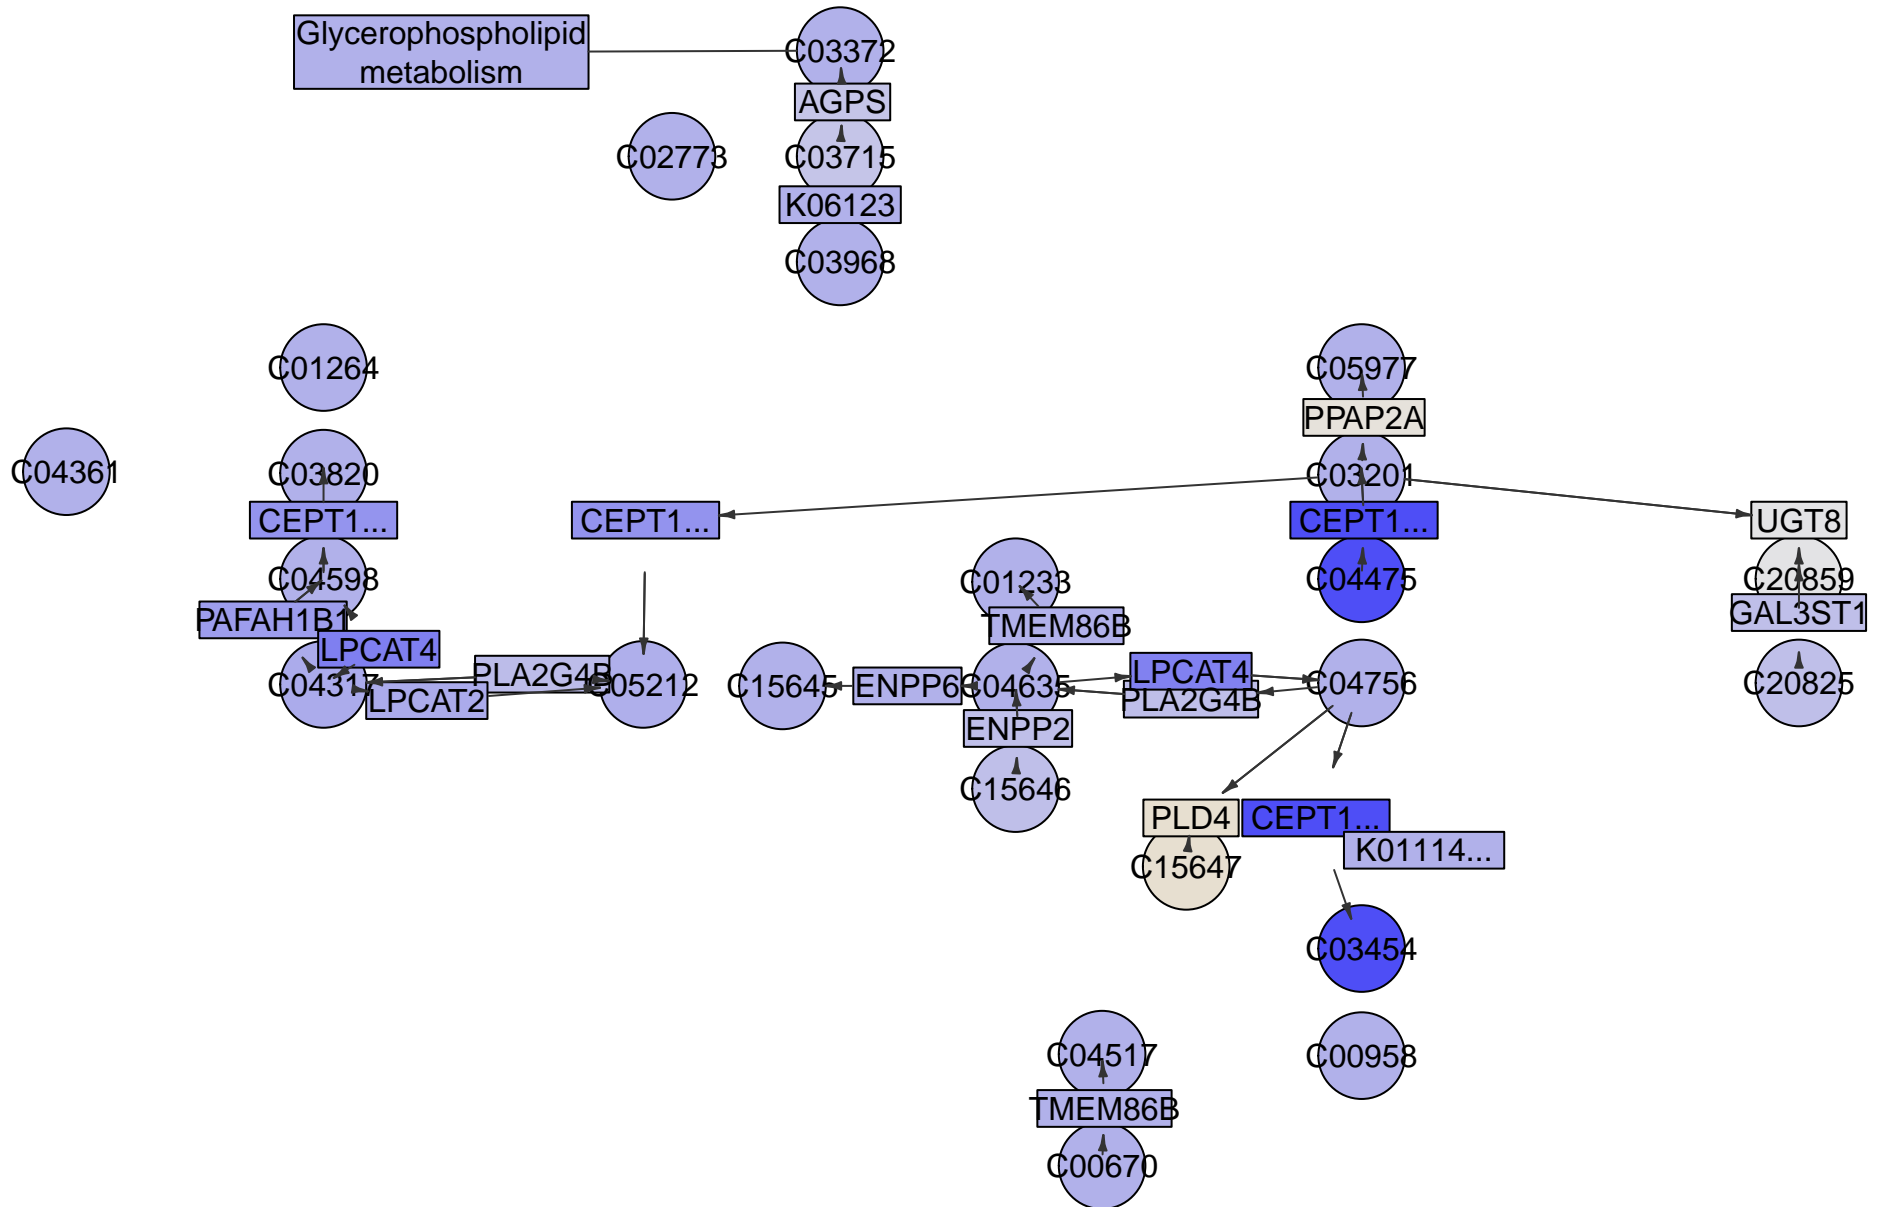 Glycerophospholipid
metabolism
C03372
AGPS
C02773
C03715
K06123
C03968
C01264
C05977
PPAP2A
C04361
C03820
C03201
CEPT1...
CEPT1...
CEPT1...
UGT8
C04598
C01233
C04475
C20859
PAFAH1B1
TMEM86B
GAL3ST1
LPCAT4
C04317
PLA2G4B
LPCAT2
C05212
C15645
ENPP6
C04635
LPCAT4
PLA2G4B
C04756
C20825
ENPP2
C15646
PLD4
CEPT1...
K01114...
C15647
C03454
C04517
C00958
TMEM86B
C00670